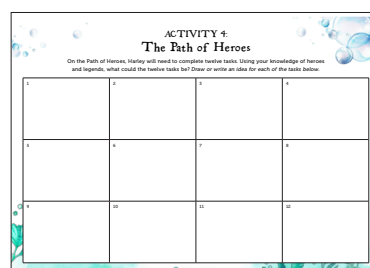 ACTIVITY 4:
The Path of Heroes
On the Path of Heroes, Harley will need to complete twelve tasks. Using your knowledge of heroes
and legends, what could the twelve tasks be? Draw or write an idea for each of the tasks below.
1 2 3 4
5 6 7 8
9 10 11 12